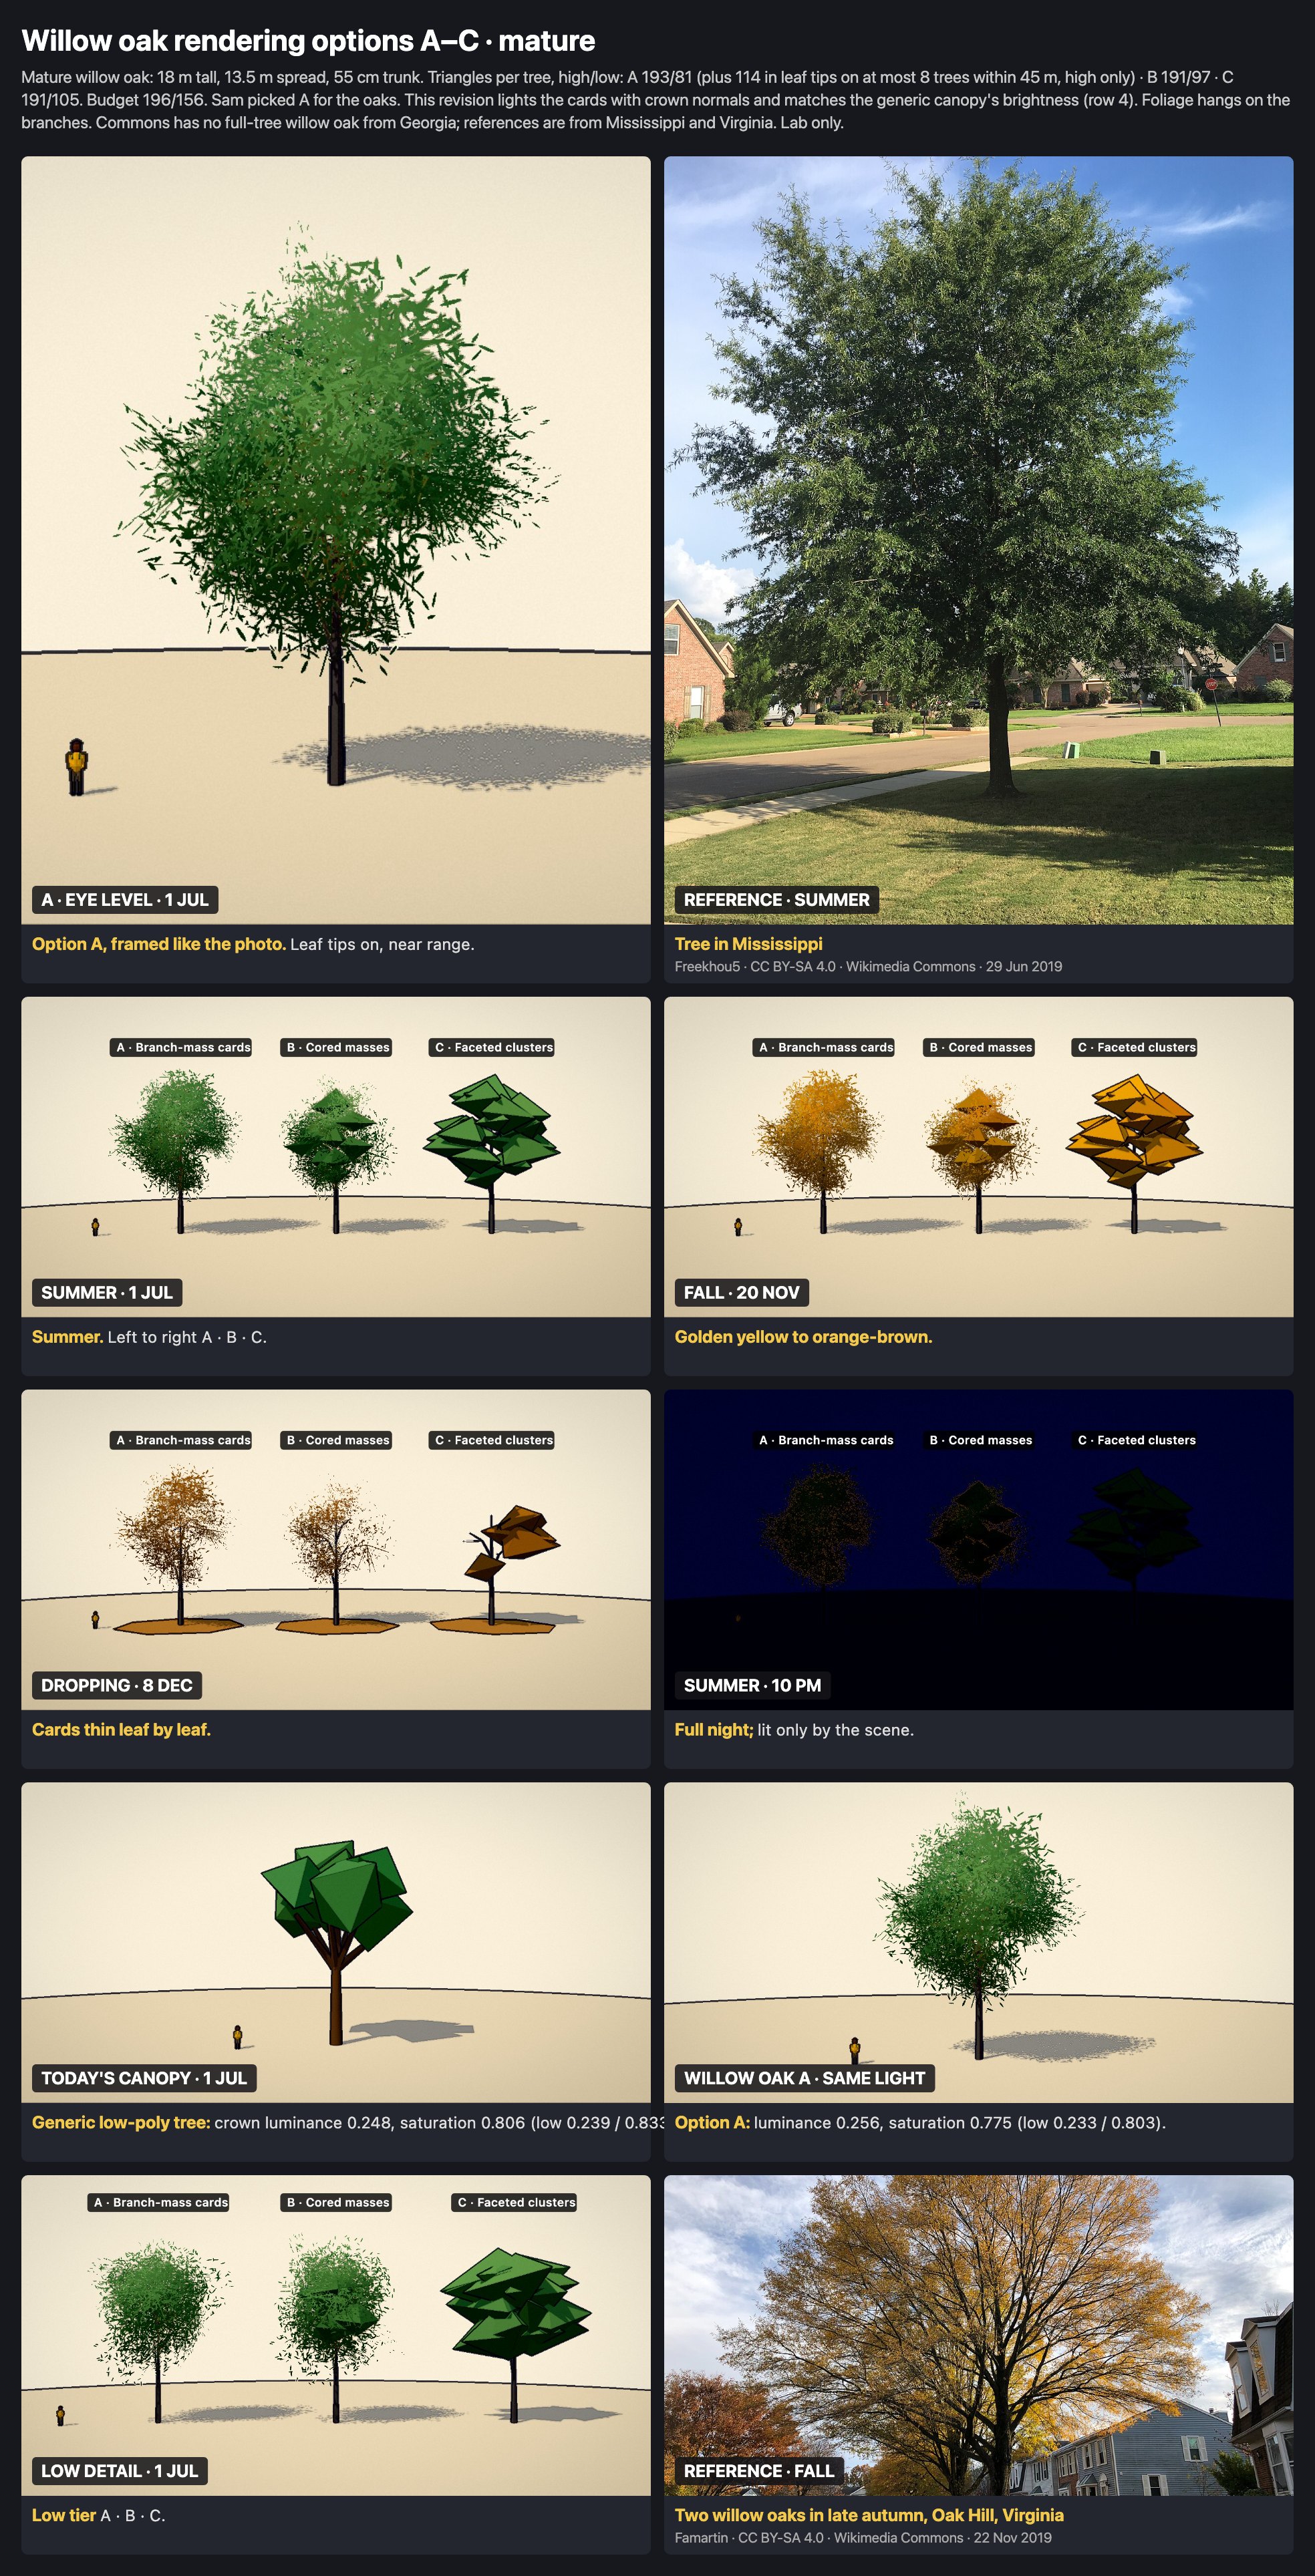 Willow oak rendering options A–C · mature
Mature willow oak: 18 m tall, 13.5 m spread, 55 cm trunk. Triangles per tree, high/low: A 193/81 (plus 114 in leaf tips on at most 8 trees within 45 m, high only) · B 191/97 · C
191/105. Budget 196/156. Sam picked A for the oaks. This revision lights the cards with crown normals and matches the generic canopy's brightness (row 4). Foliage hangs on the
branches. Commons has no full-tree willow oak from Georgia; references are from Mississippi and Virginia. Lab only.
A · EYE LEVEL · 1 JUL
Option A, framed like the photo. Leaf tips on, near range.
REFERENCE · SUMMER
Tree in Mississippi
Freekhou5 · CC BY-SA 4.0 · Wikimedia Commons · 29 Jun 2019
A · Branch-mass cards
B · Cored masses
C · Faceted clusters
SUMMER · 1 JUL
Summer. Left to right A · B · C.
A · Branch-mass cards
B · Cored masses
C · Faceted clusters
FALL · 20 NOV
Golden yellow to orange-brown.
A · Branch-mass cards
B · Cored masses
C · Faceted clusters
DROPPING · 8 DEC
Cards thin leaf by leaf.
A · Branch-mass cards
B · Cored masses
C · Faceted clusters
SUMMER · 10 PM
Full night; lit only by the scene.
TODAY'S CANOPY · 1 JUL
Generic low-poly tree: crown luminance 0.248, saturation 0.806 (low 0.239 / 0.833
WILLOW OAK A · SAME LIGHT
Option A: luminance 0.256, saturation 0.775 (low 0.233 / 0.803).
A · Branch-mass cards
B · Cored masses
C · Faceted clusters
LOW DETAIL · 1 JUL
Low tier A · B · C.
REFERENCE · FALL
Two willow oaks in late autumn, Oak Hill, Virginia
Famartin · CC BY-SA 4.0 · Wikimedia Commons · 22 Nov 2019